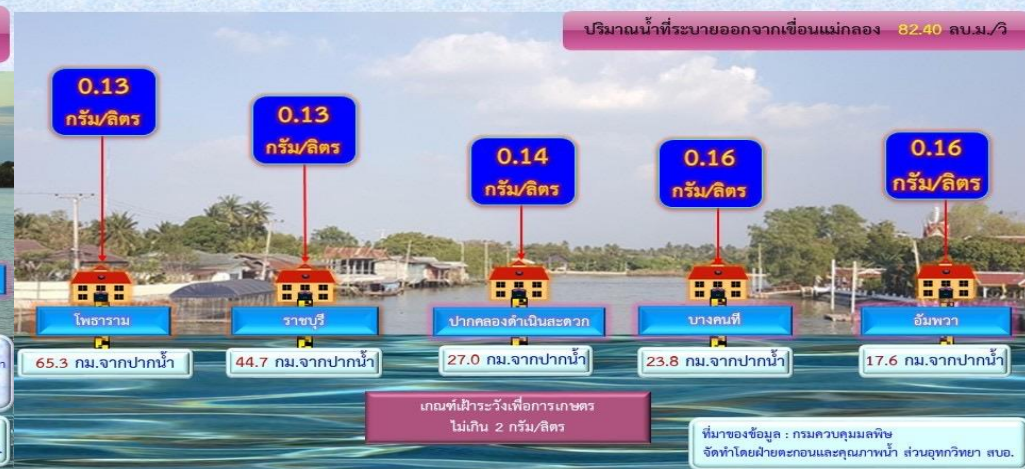 ปริมาณน้ำที่ระบายออกจากเขื่อนแม่กลอง 82.40 ลบ.ม./วิ
0.13
กรัม/ลิตร
0.13
กรัม/ลิตร
0.14
กรัม/ลิตร
0.16
กรัม/ลิตร
0.16
กรัม/ลิตร
โพธาราม
ราชบุรี
ปากคลองดำเนินสะดวก
บางคนที
อัมพวา
65.3 กม.จากปากน้ำ
44.7 กม.จากปากน้ำ
27.0 กม.จากปากน้ำ
23.8 กม.จากปากน้ำ
17.6 กม.จากปากน้ำ
เกณฑ์เฝ้าระวังเพื่อการเกษตร
ไม่เกิน 2 กรัม/ลิตร
ที่มาของข้อมูล : กรมควบคุมมลพิษ
จัดทำโดยฝ่ายตะกอนและคุณภาพน้ำ ส่วนอุทกวิทยา สบอ.